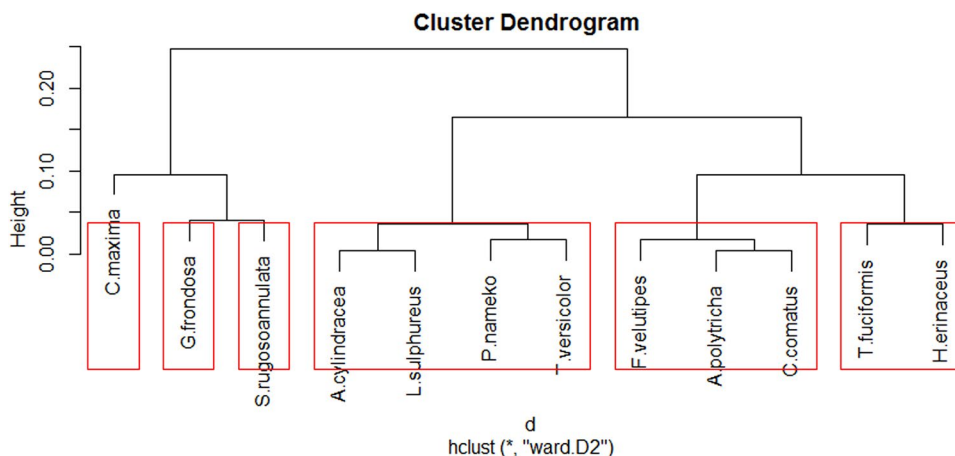 Cluster Dendrogram
Height
0.20
0.10
0.00
C.maxima
G.frondosa
S.rugosoannulata
A.cylindracea
L.sulphureus
P.nameko
T.versicolor
F.velutipes
A.polytricha
C.comatus
T.fuciformis
H.erinaceus
d
hclust (*, "ward.D2")